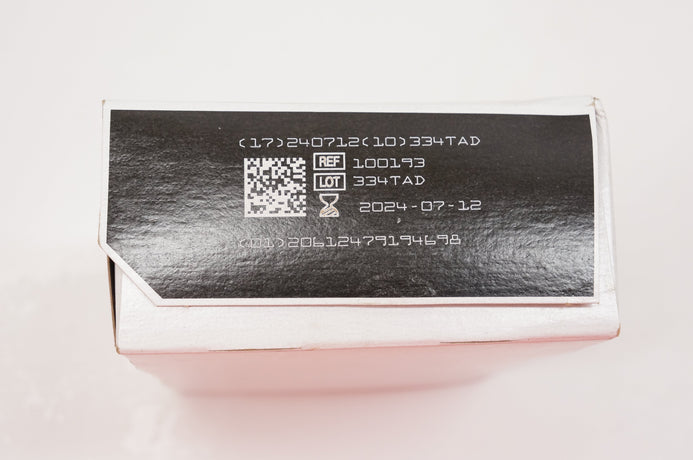 (17)240712(10)334TAD
REF 100193
LOT 334TAD
2024-07-12
(01)20612479194698